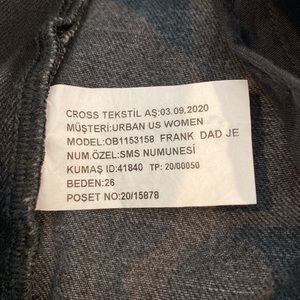 CROSS TEKSTİL AŞ:03.09,2020
MÜŞTERİ:URBAN US WOMEN
MODEL:OB1153158 FRANK DAD JE
NUM.ÖZEL:SMS NUMUNESİ
KUMAŞ ID:41840 TP: 20/00050
BEDEN:26
POSET NO:20/15878